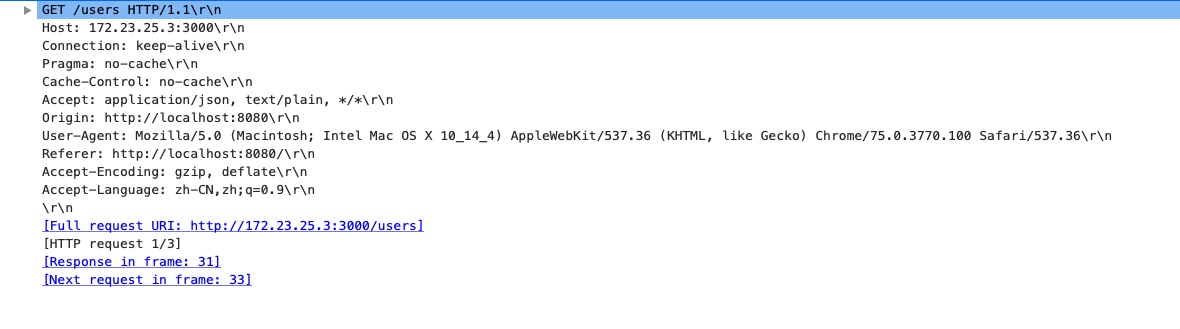 GET /users HTTP/1.1\r\n
Host: 172.23.25.3:3000\r\n
Connection: keep-alive\r\n
Pragma: no-cache\r\n
Cache-Control: no-cache\r\n
Accept: application/json, text/plain, */*\r\n
Origin: http://localhost:8080\r\n
User-Agent: Mozilla/5.0 (Macintosh; Intel Mac OS X 10_14_4) AppleWebKit/537.36 (KHTML, like Gecko) Chrome/75.0.3770.100 Safari/537.36\r\n
Referer: http://localhost:8080/\r\n
Accept-Encoding: gzip, deflate\r\n
Accept-Language: zh-CN,zh;q=0.9\r\n
\r\n
[Full request URI: http://172.23.25.3:3000/users]
[HTTP request 1/3]
[Response in frame: 31]
[Next request in frame: 33]